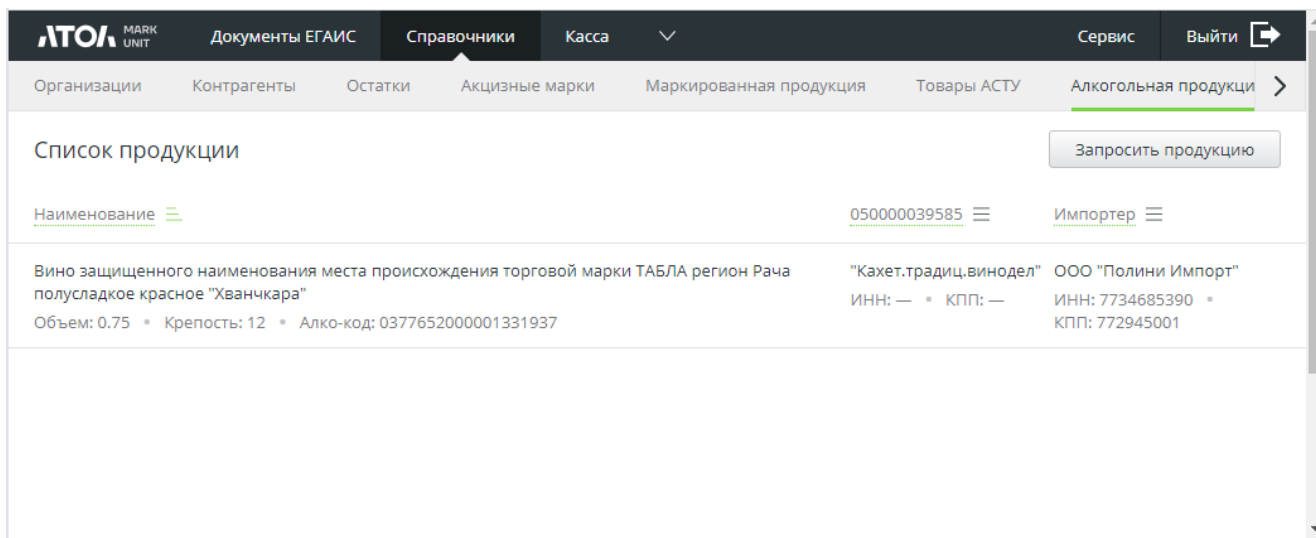 АТОЛ MARK UNIT Документы ЕГАИС Справочники Касса Сервис Выйти
Организации Контрагенты Остатки Акцизные марки Маркированная продукция Товары АСТУ Алкогольная продукци
Список продукции Запросить продукцию
Наименование 050000039585 Импортер
Вино защищенного наименования места происхождения торговой марки ТАБЛА регион Рача "Кахет.традиц.винодел" ООО "Полини Импорт"
полусладкое красное "Хванчкара" ИНН: — • КПП: — ИНН: 7734685390 •
Объем: 0.75 • Крепость: 12 • Алко-код: 0377652000001331937 КПП: 772945001